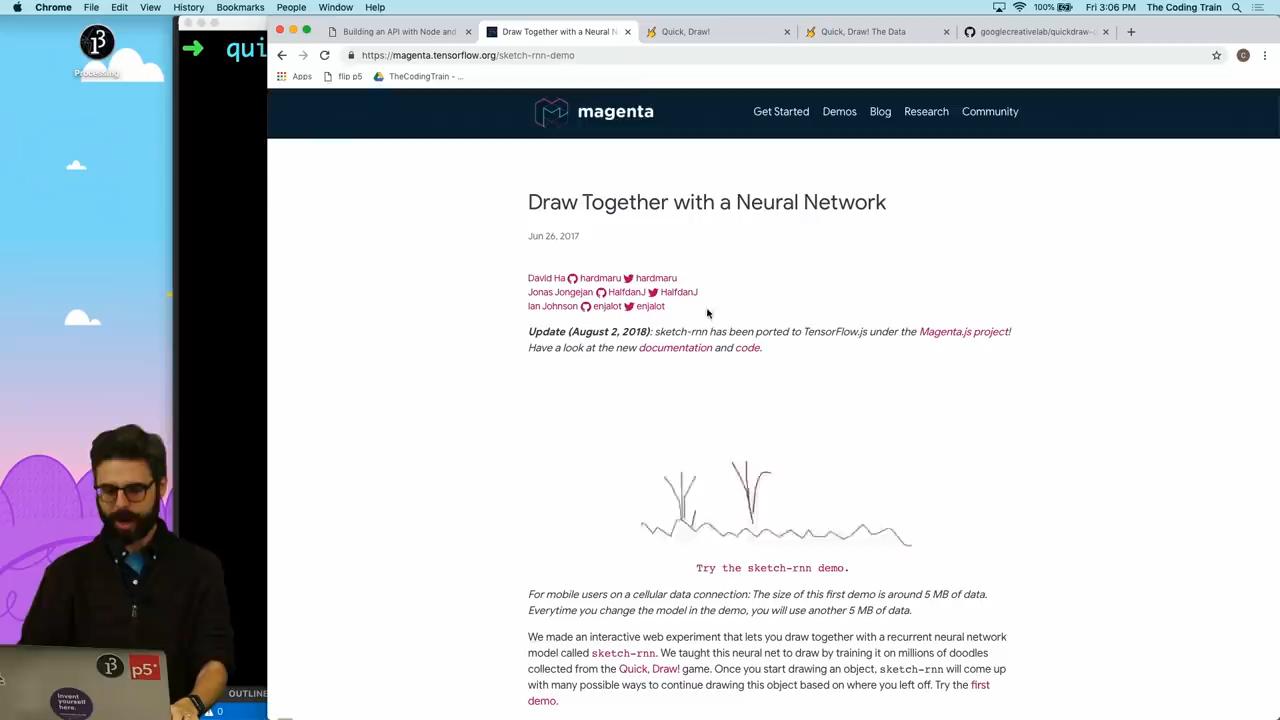 Chrome File Edit View History Bookmarks People Window Help 100% Fri 3:06 PM The Coding Train
Building an API with Node and
Draw Together with a Neural N
Quick, Draw!
Quick, Draw! The Data
googlecreativelab/quickdraw-
https://magenta.tensorflow.org/sketch-rnn-demo
C
Apps flip p5 TheCodingTrain - ...
Processing
qui
magenta
Get Started Demos Blog Research Community
Draw Together with a Neural Network
Jun 26, 2017
David Ha hardmaru hardmaru
Jonas Jongejan HalfdanJ HalfdanJ
Ian Johnson enjalot enjalot
Update (August 2, 2018): sketch-rnn has been ported to TensorFlow.js under the Magenta.js project!
Have a look at the new documentation and code.
Try the sketch-rnn demo.
For mobile users on a cellular data connection: The size of this first demo is around 5 MB of data.
Everytime you change the model in the demo, you will use another 5 MB of data.
We made an interactive web experiment that lets you draw together with a recurrent neural network
model called sketch-rnn. We taught this neural net to draw by training it on millions of doodles
collected from the Quick, Draw! game. Once you start drawing an object, sketch-rnn will come up
with many possible ways to continue drawing this object based on where you left off. Try the first
demo.
p5*
Invent
yourself
here.
OUTLINE
0